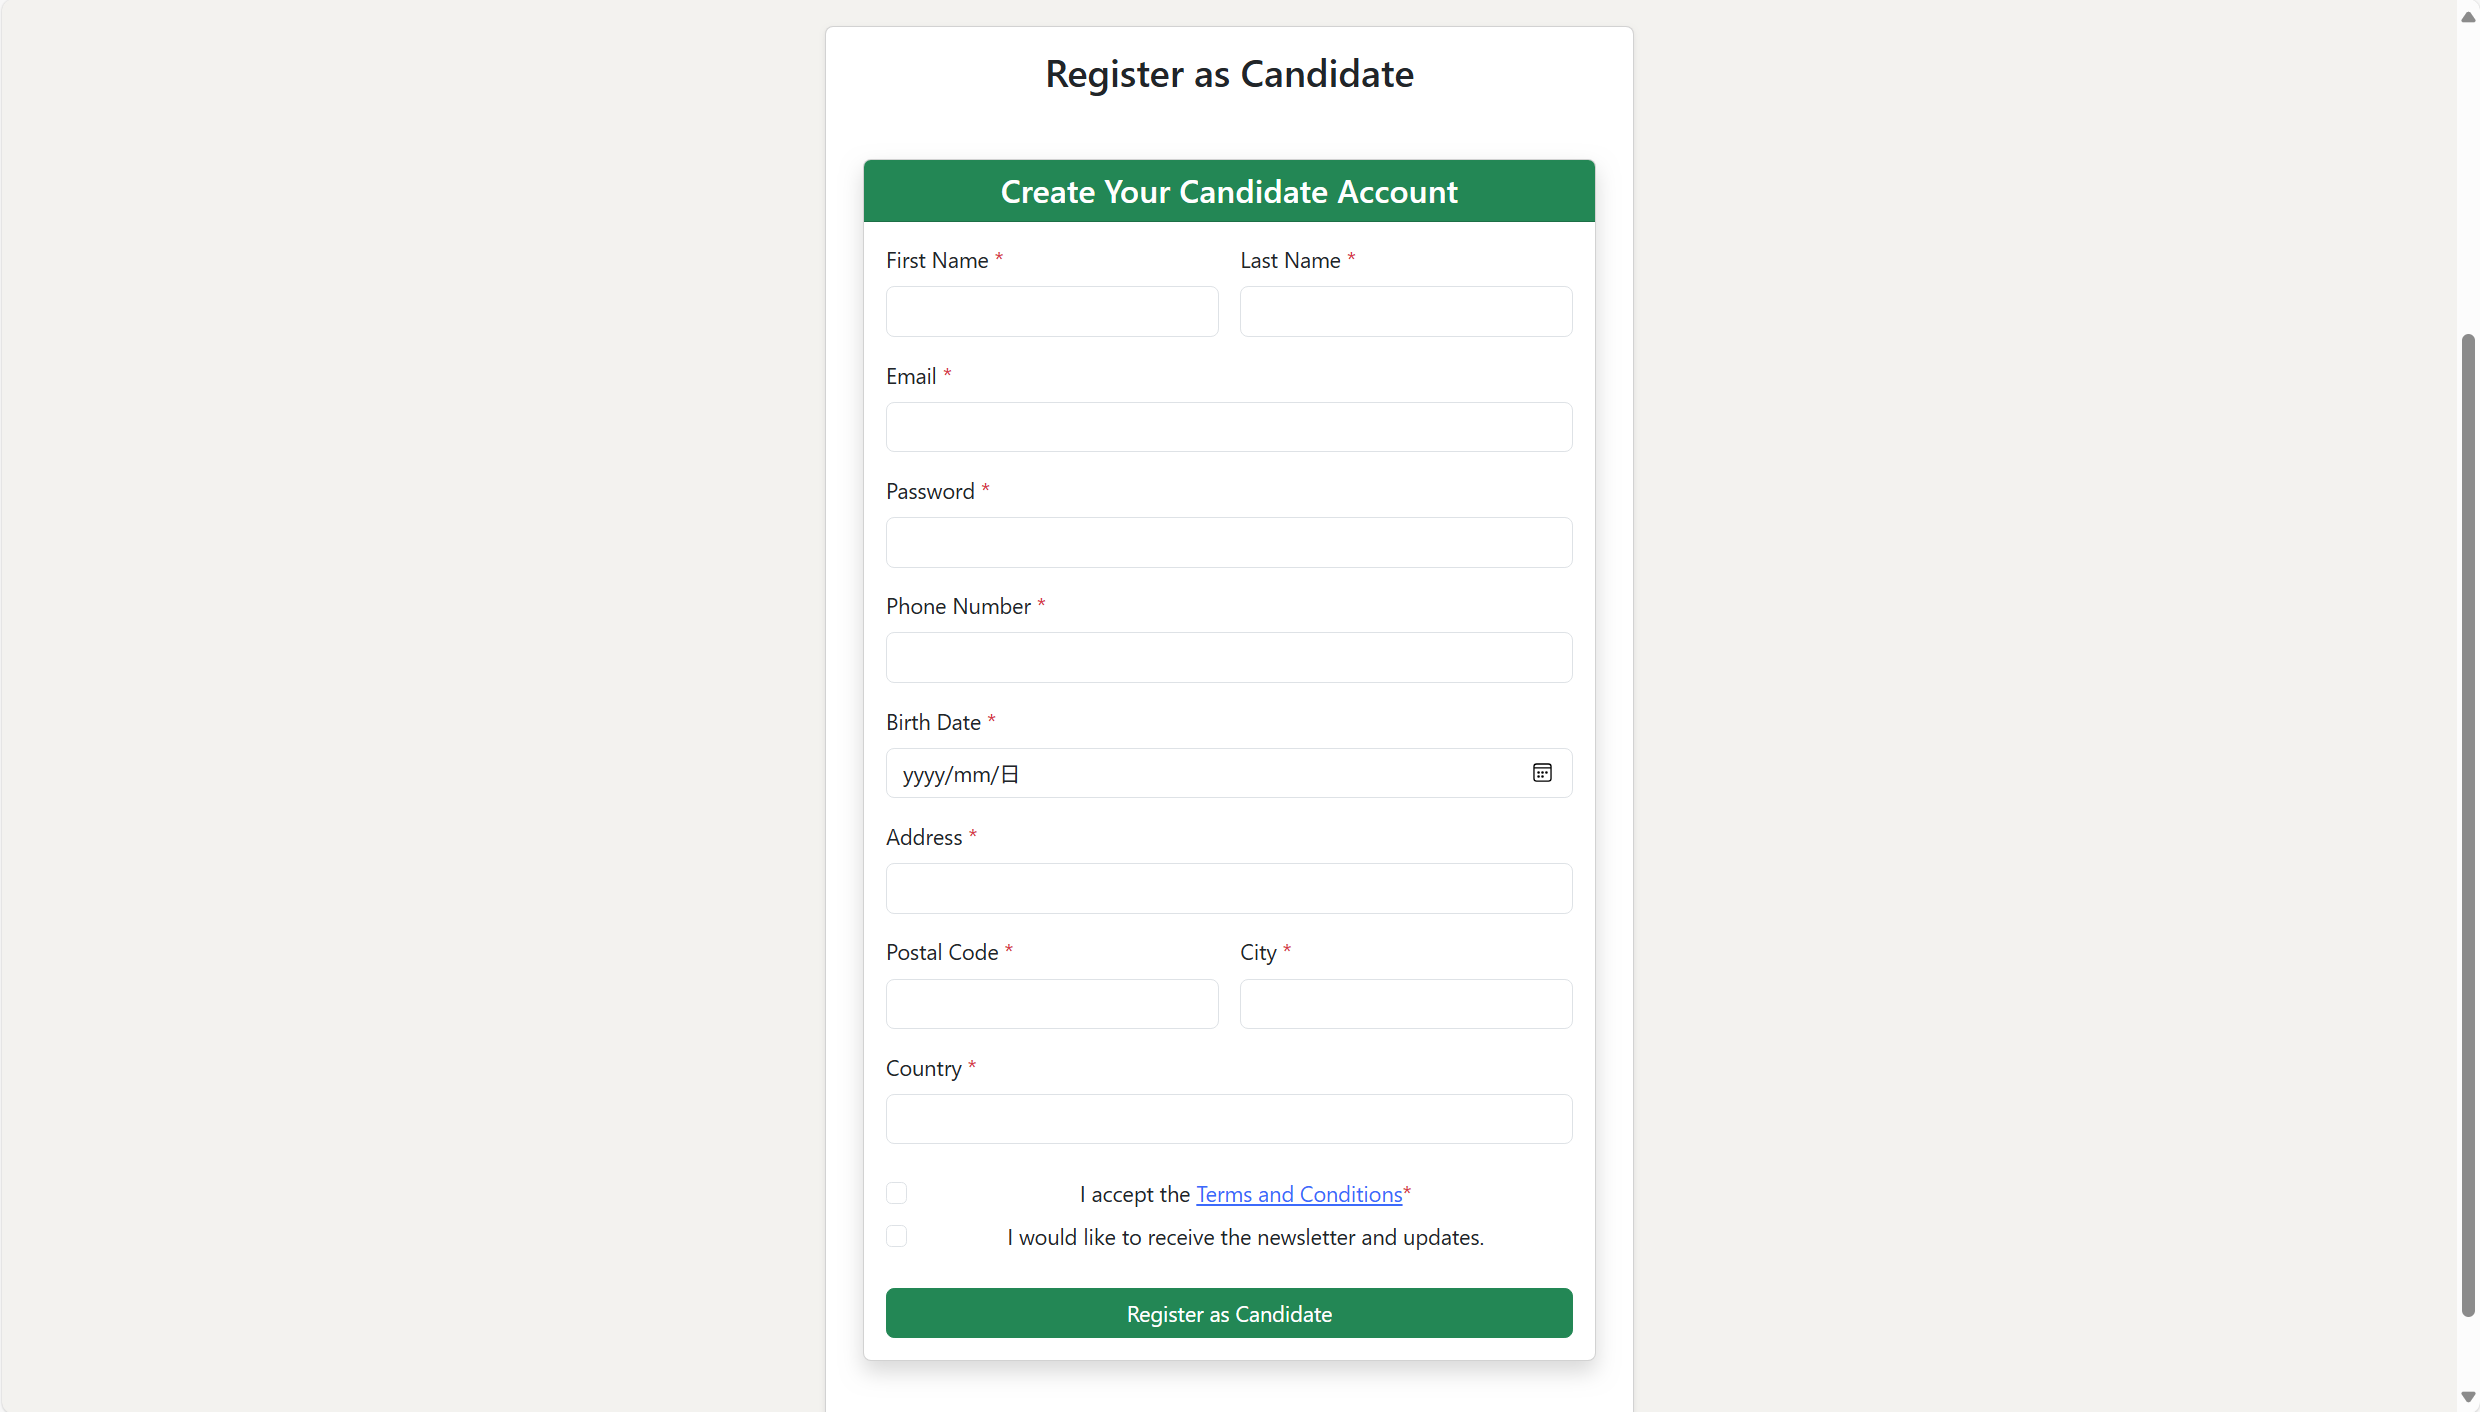 Register as Candidate
Create Your Candidate Account
First Name *
Last Name *
Email *
Password *
Phone Number *
Birth Date *
yyyy/mm/日
Address *
Postal Code *
City *
Country *
I accept the Terms and Conditions*
I would like to receive the newsletter and updates.
Register as Candidate